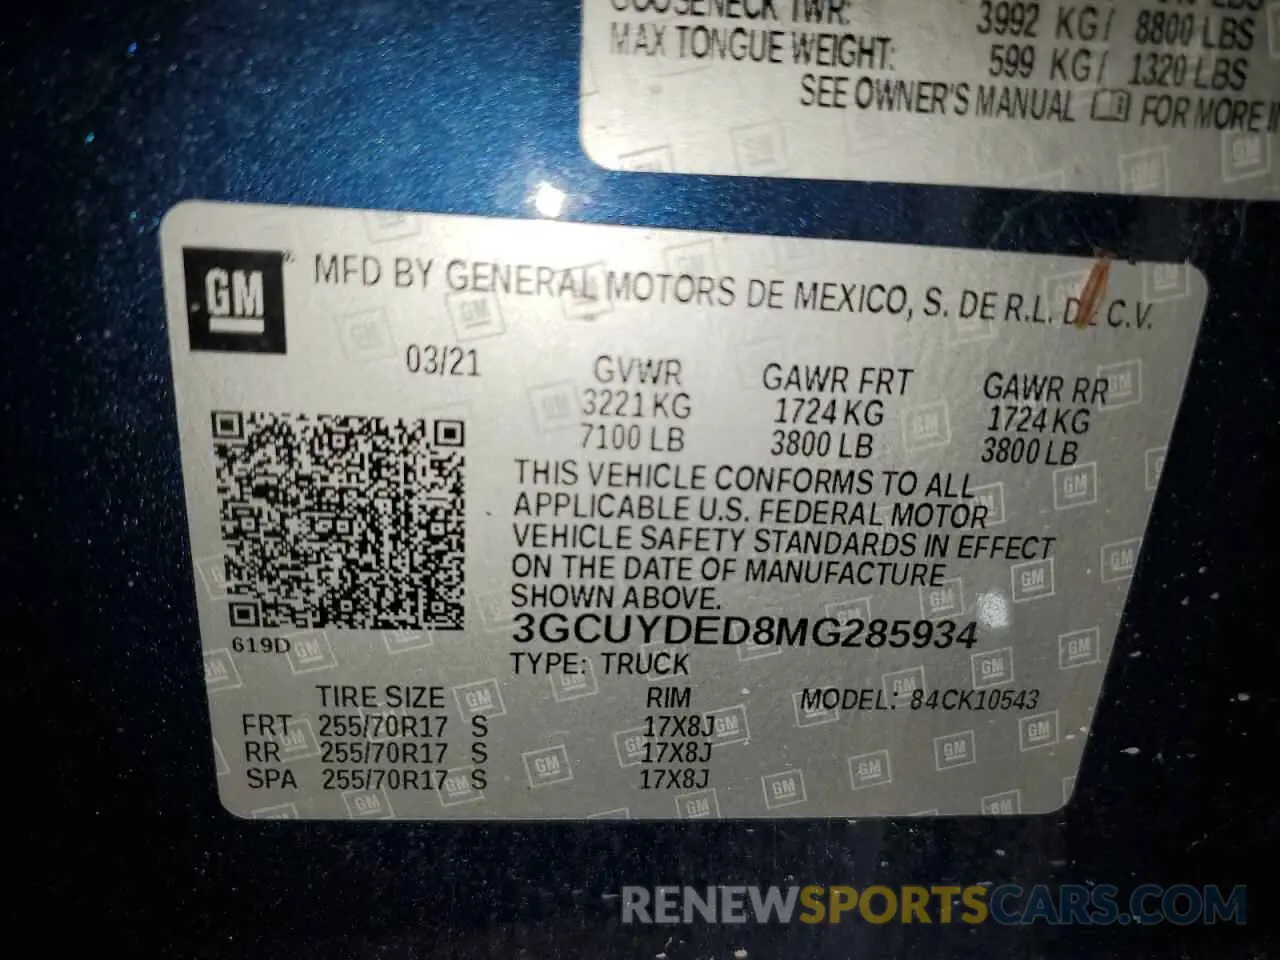 GOOSENECK TWR: 3992 KG/ 8800 LBS
MAX TONGUE WEIGHT: 599 KG/ 1320 LBS
SEE OWNER'S MANUAL FOR MORE
GM MFD BY GENERAL MOTORS DE MEXICO, S. DE R.L. DE C.V.
03/21 GVWR GAWR FRT GAWR RR
3221 KG 1724 KG 1724 KG
7100 LB 3800 LB 3800 LB
THIS VEHICLE CONFORMS TO ALL
APPLICABLE U.S. FEDERAL MOTOR
VEHICLE SAFETY STANDARDS IN EFFECT
ON THE DATE OF MANUFACTURE
SHOWN ABOVE.
619D 3GCUYDED8MG285934
TYPE: TRUCK
TIRE SIZE RIM MODEL: 84CK10543
FRT 255/70R17 S 17X8J
RR 255/70R17 S 17X8J
SPA 255/70R17 S 17X8J
RENEWSPORTSCARS.COM